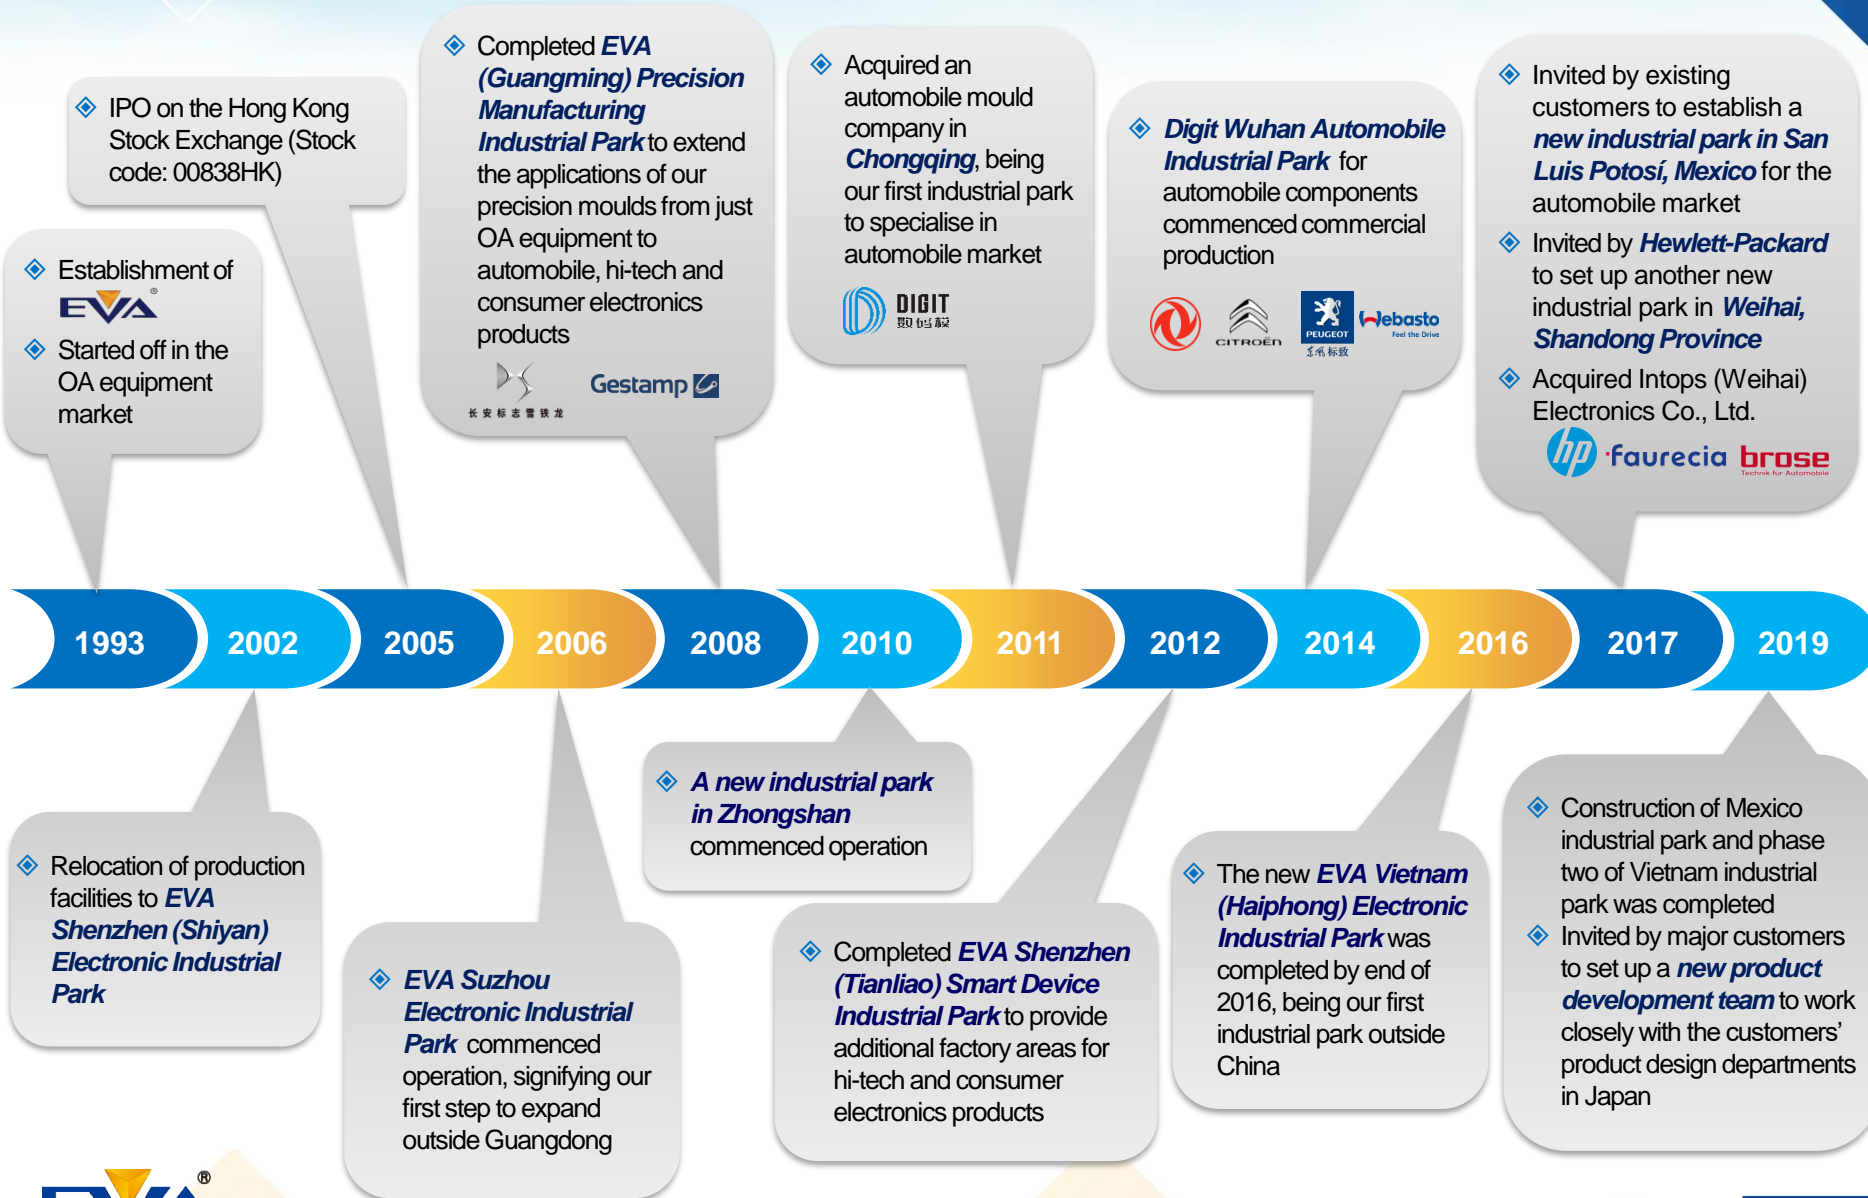 IPO on the Hong Kong
Stock Exchange (Stock
code: 00838HK)
Establishment of
EVA®
Started off in the
OA equipment
market
Completed EVA
(Guangming) Precision
Manufacturing
Industrial Park to extend
the applications of our
precision moulds from just
OA equipment to
automobile, hi-tech and
consumer electronics
products
长安标志雪铁龙
Gestamp
Acquired an
automobile mould
company in
Chongqing, being
our first industrial park
to specialise in
automobile market
DIGIT
数码模
Digit Wuhan Automobile
Industrial Park for
automobile components
commenced commercial
production
CITROËN
PEUGEOT
东风标致
Webasto
Feel the Drive
Invited by existing
customers to establish a
new industrial park in San
Luis Potosí, Mexico for the
automobile market
Invited by Hewlett-Packard
to set up another new
industrial park in Weihai,
Shandong Province
Acquired Intops (Weihai)
Electronics Co., Ltd.
hp
faurecia
brose
Technik für Automobile
1993
2002
2005
2006
2008
2010
2011
2012
2014
2016
2017
2019
Relocation of production
facilities to EVA
Shenzhen (Shiyan)
Electronic Industrial
Park
EVA Suzhou
Electronic Industrial
Park commenced
operation, signifying our
first step to expand
outside Guangdong
A new industrial park
in Zhongshan
commenced operation
Completed EVA Shenzhen
(Tianliao) Smart Device
Industrial Park to provide
additional factory areas for
hi-tech and consumer
electronics products
The new EVA Vietnam
(Haiphong) Electronic
Industrial Park was
completed by end of
2016, being our first
industrial park outside
China
Construction of Mexico
industrial park and phase
two of Vietnam industrial
park was completed
Invited by major customers
to set up a new product
development team to work
closely with the customers’
product design departments
in Japan
EVA®